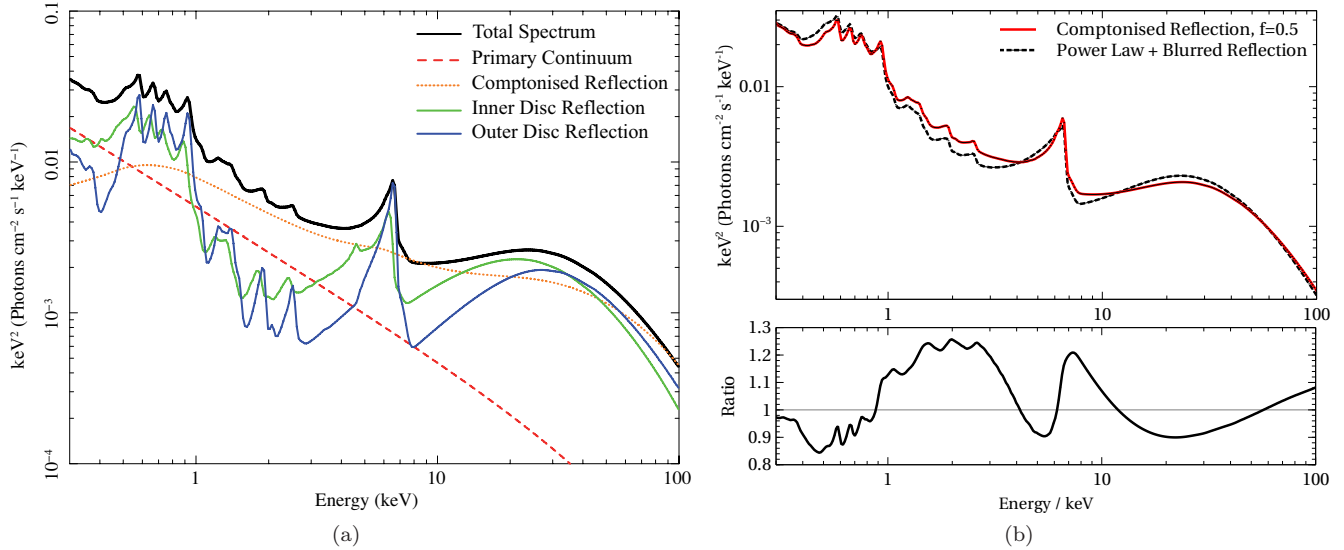 0.1
0.01
10⁻³
10⁻⁴
keV² (Photons cm⁻² s⁻¹ keV⁻¹)
Total Spectrum
Primary Continuum
Comptonised Reflection
Inner Disc Reflection
Outer Disc Reflection
1 10 100
Energy (keV)
(a)
0.01
10⁻³
keV² (Photons cm⁻² s⁻¹ keV⁻¹)
Comptonised Reflection, f=0.5
Power Law + Blurred Reflection
1 10 100
1.3
1.2
1.1
1
0.9
0.8
Ratio
1 10 100
Energy / keV
(b)